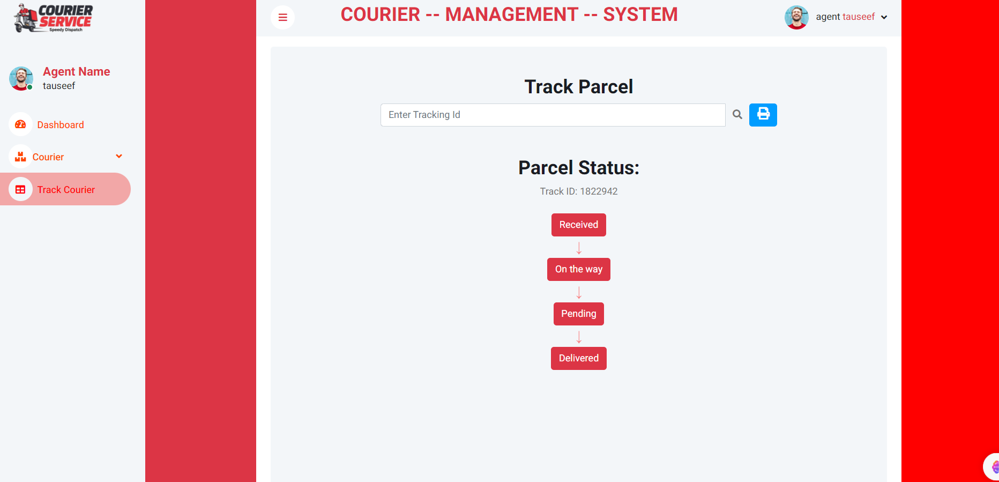 COURIER
SERVICE
Speedy Dispatch
COURIER -- MANAGEMENT -- SYSTEM
agent tauseef
Agent Name
tauseef
Dashboard
Courier
Track Courier
Track Parcel
Enter Tracking Id
Parcel Status:
Track ID: 1822942
Received
↓
On the way
↓
Pending
↓
Delivered